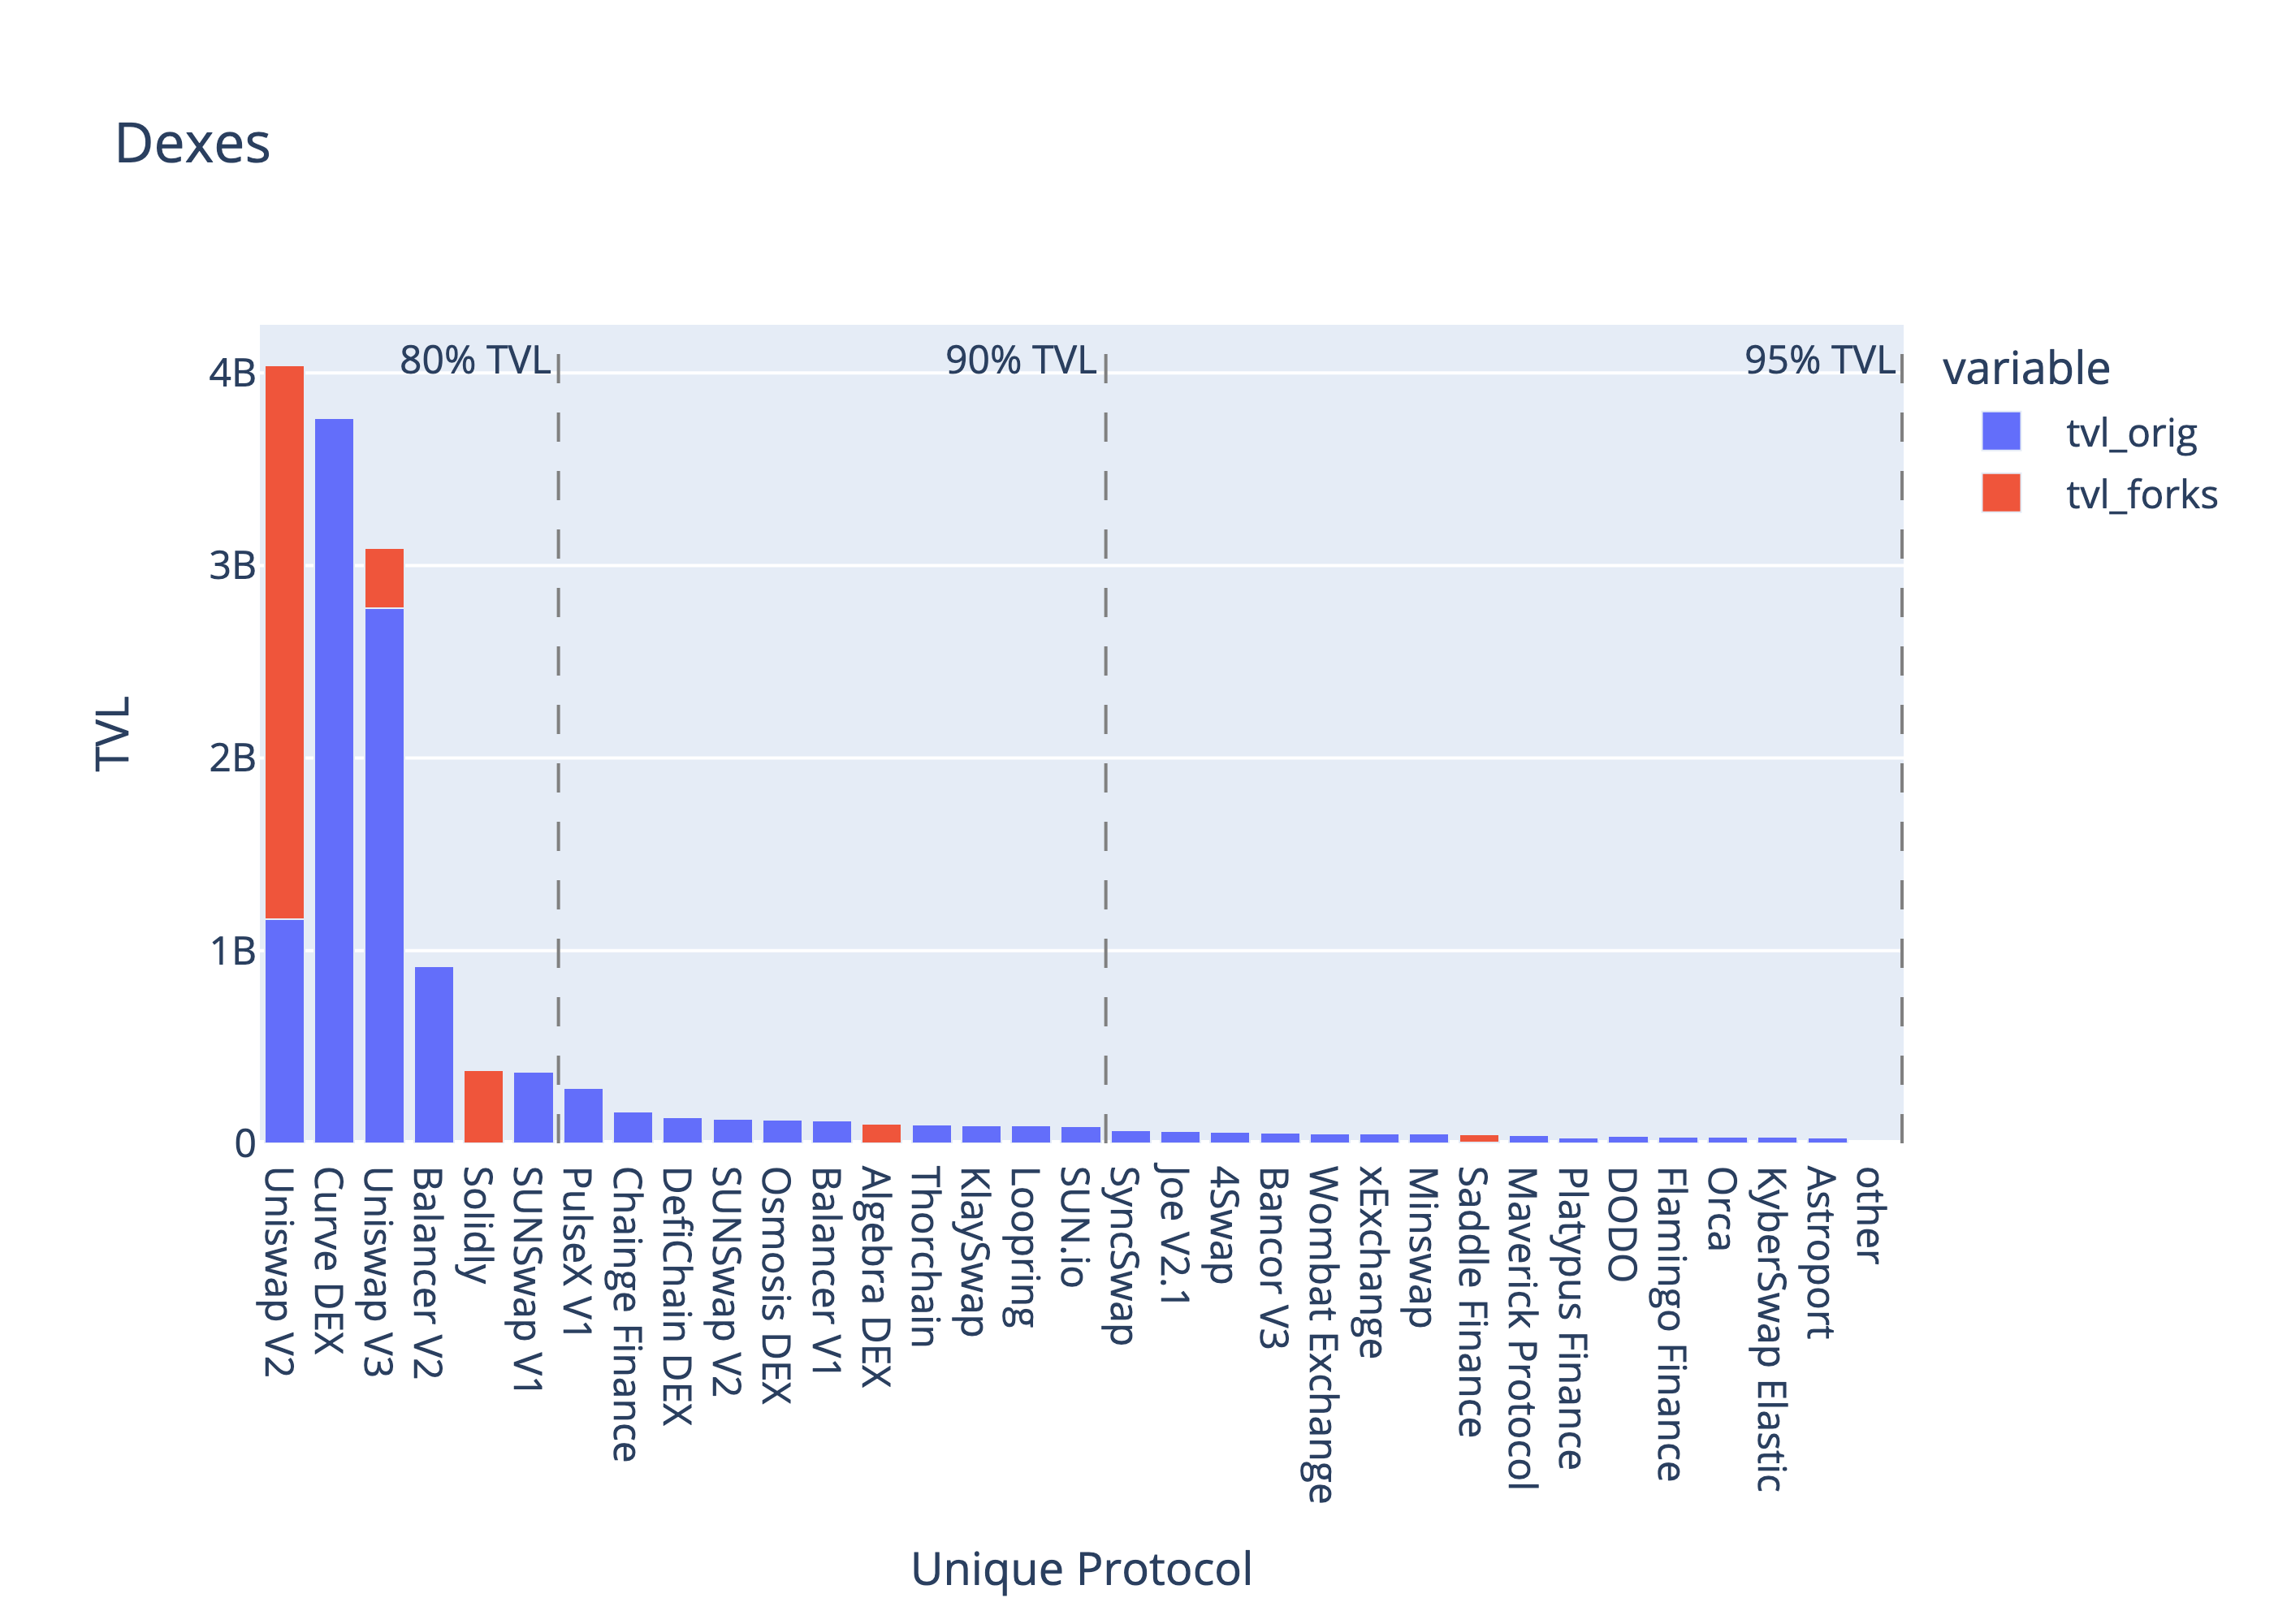 Dexes
80% TVL
90% TVL
95% TVL
variable
tvl_orig
tvl_forks
4B
3B
2B
1B
0
TVL
Uniswap V2
Curve DEX
Uniswap V3
Balancer V2
Solidly
SUNSwap V1
PulseX V1
Chainge Finance
DefiChain DEX
SUNSwap V2
Osmosis DEX
Balancer V1
Algebra DEX
Thorchain
KlaySwap
Loopring
SUN.io
SyncSwap
Joe V2.1
4Swap
Bancor V3
Wombat Exchange
xExchange
Minswap
Saddle Finance
Maverick Protocol
Platypus Finance
DODO
Flamingo Finance
Orca
KyberSwap Elastic
Astroport
other
Unique Protocol